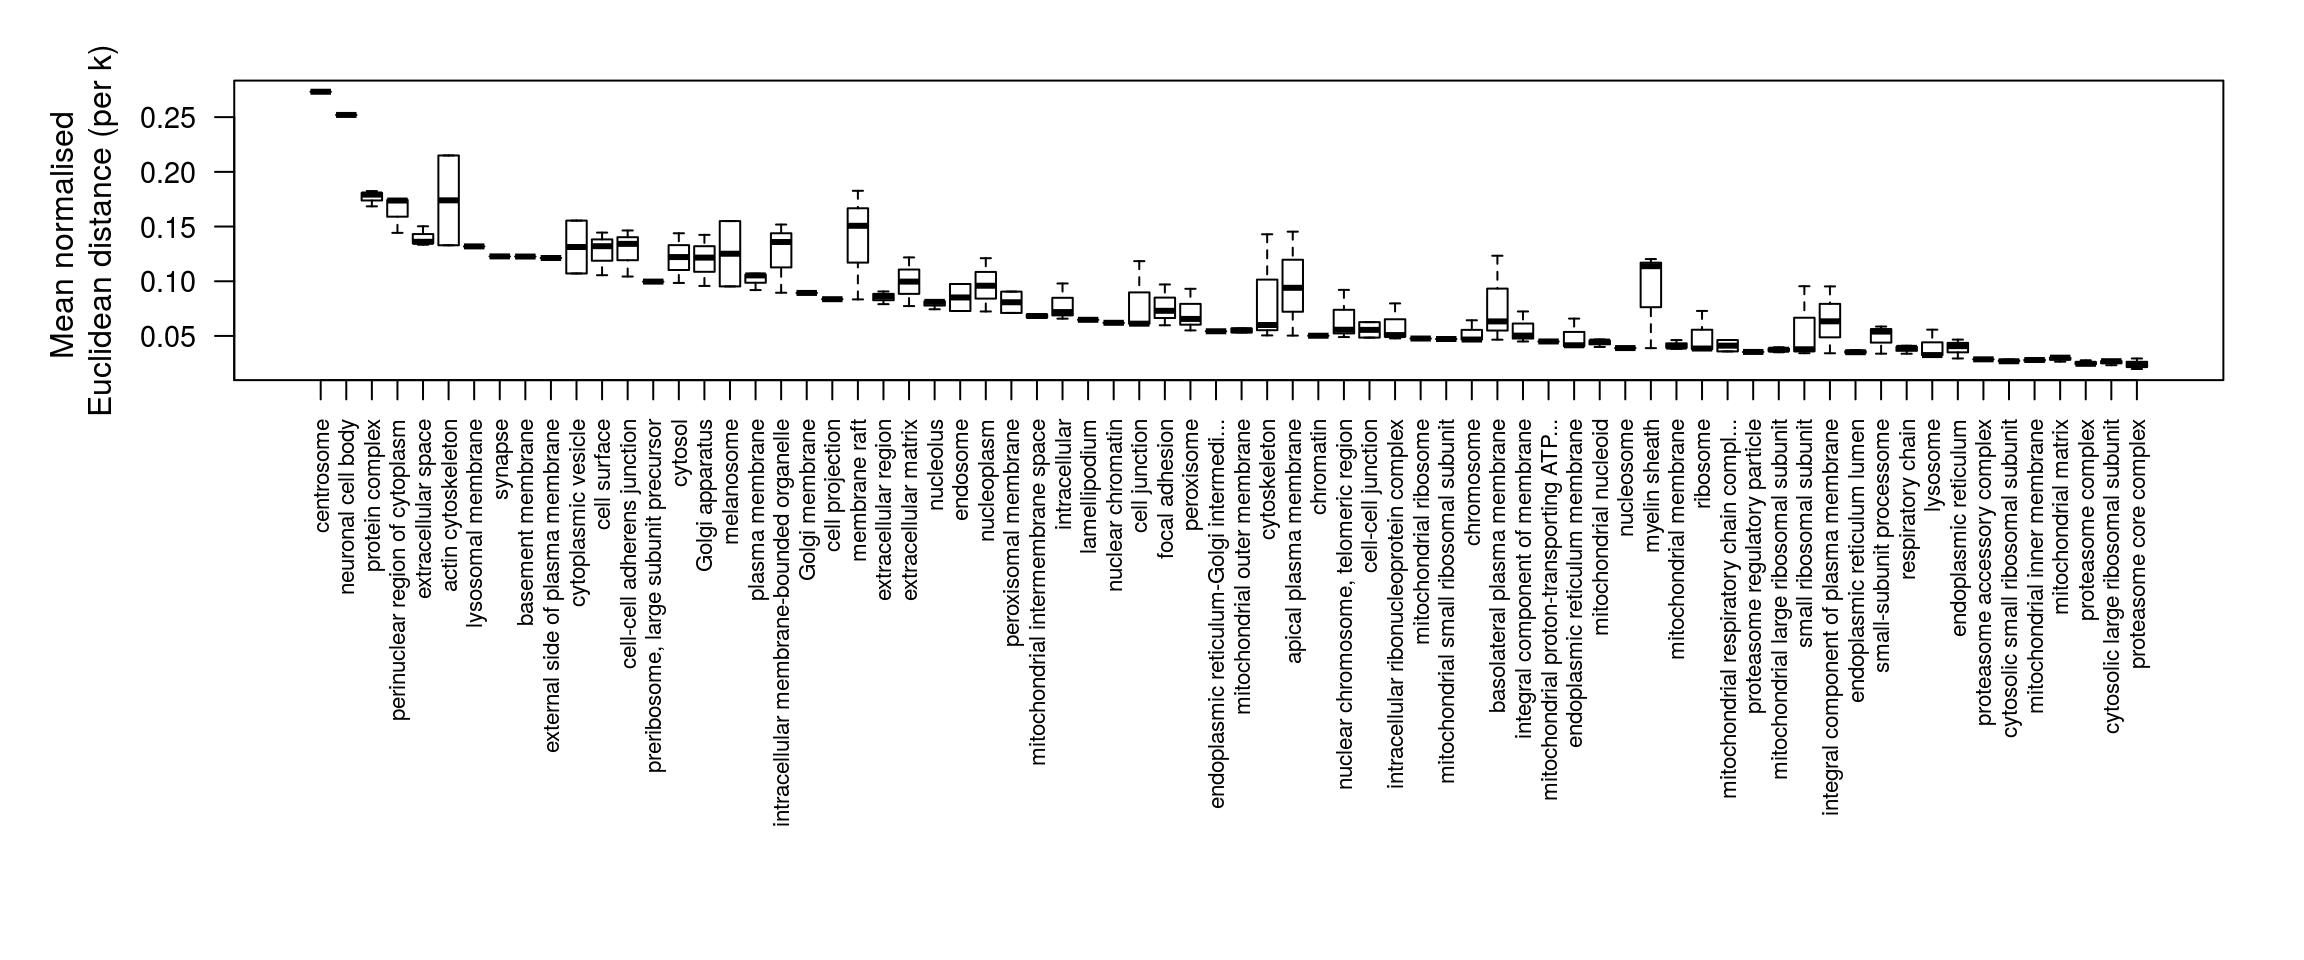 Mean normalised
Euclidean distance (per k)
0.25
0.20
0.15
0.10
0.05
centrosome
neuronal cell body
protein complex
perinuclear region of cytoplasm
extracellular space
actin cytoskeleton
lysosomal membrane
synapse
basement membrane
external side of plasma membrane
cytoplasmic vesicle
cell surface
cell-cell adherens junction
preribosome, large subunit precursor
cytosol
Golgi apparatus
melanosome
plasma membrane
intracellular membrane-bounded organelle
Golgi membrane
cell projection
membrane raft
extracellular region
extracellular matrix
nucleolus
endosome
nucleoplasm
peroxisomal membrane
mitochondrial intermembrane space
intracellular
lamellipodium
nuclear chromatin
cell junction
focal adhesion
peroxisome
endoplasmic reticulum-Golgi intermedi...
mitochondrial outer membrane
cytoskeleton
apical plasma membrane
chromatin
nuclear chromosome, telomeric region
cell-cell junction
intracellular ribonucleoprotein complex
mitochondrial ribosome
mitochondrial small ribosomal subunit
chromosome
basolateral plasma membrane
integral component of membrane
mitochondrial proton-transporting ATP...
endoplasmic reticulum membrane
mitochondrial nucleoid
nucleosome
myelin sheath
mitochondrial membrane
ribosome
mitochondrial respiratory chain compl...
proteasome regulatory particle
mitochondrial large ribosomal subunit
small ribosomal subunit
integral component of plasma membrane
endoplasmic reticulum lumen
small-subunit processome
respiratory chain
lysosome
endoplasmic reticulum
proteasome accessory complex
cytosolic small ribosomal subunit
mitochondrial inner membrane
mitochondrial matrix
proteasome complex
cytosolic large ribosomal subunit
proteasome core complex